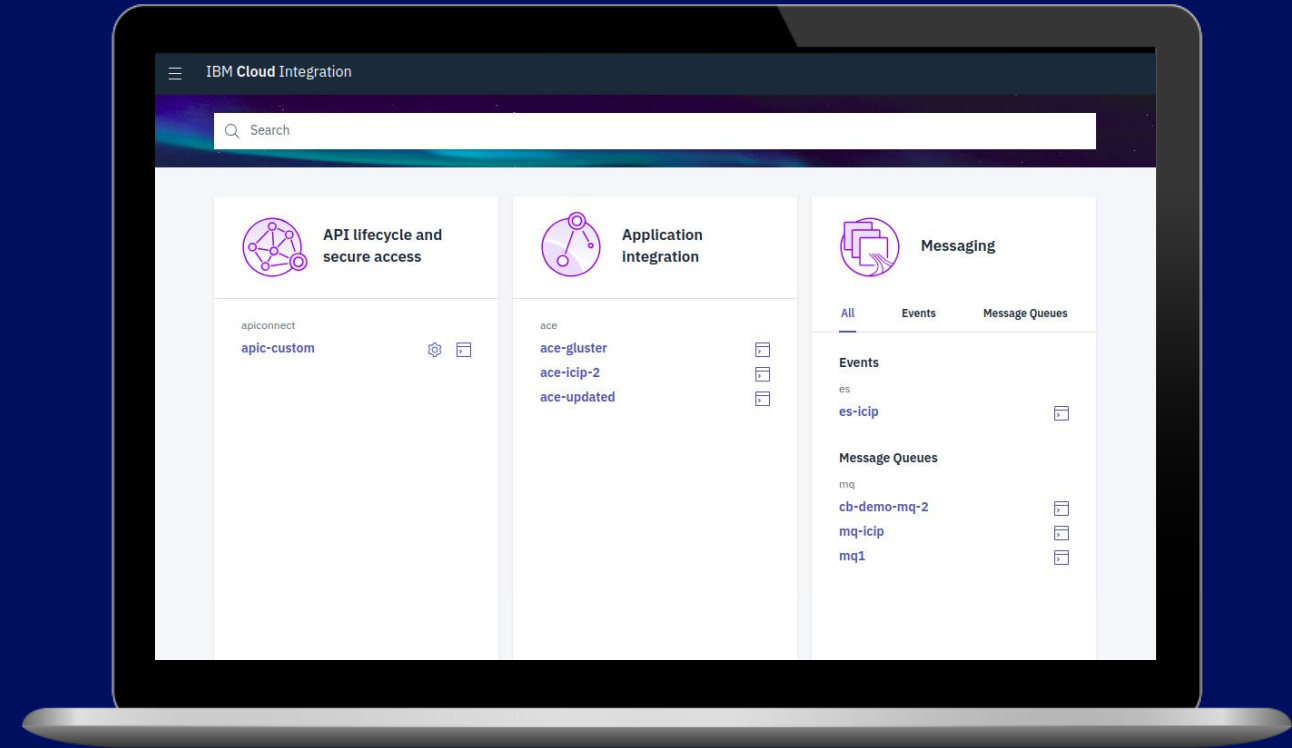 IBM Cloud Integration
Search
API lifecycle and
secure access
apiconnect
apic-custom
Application
integration
ace
ace-gluster
ace-icip-2
ace-updated
Messaging
All Events Message Queues
Events
es
es-icip
Message Queues
mq
cb-demo-mq-2
mq-icip
mq1